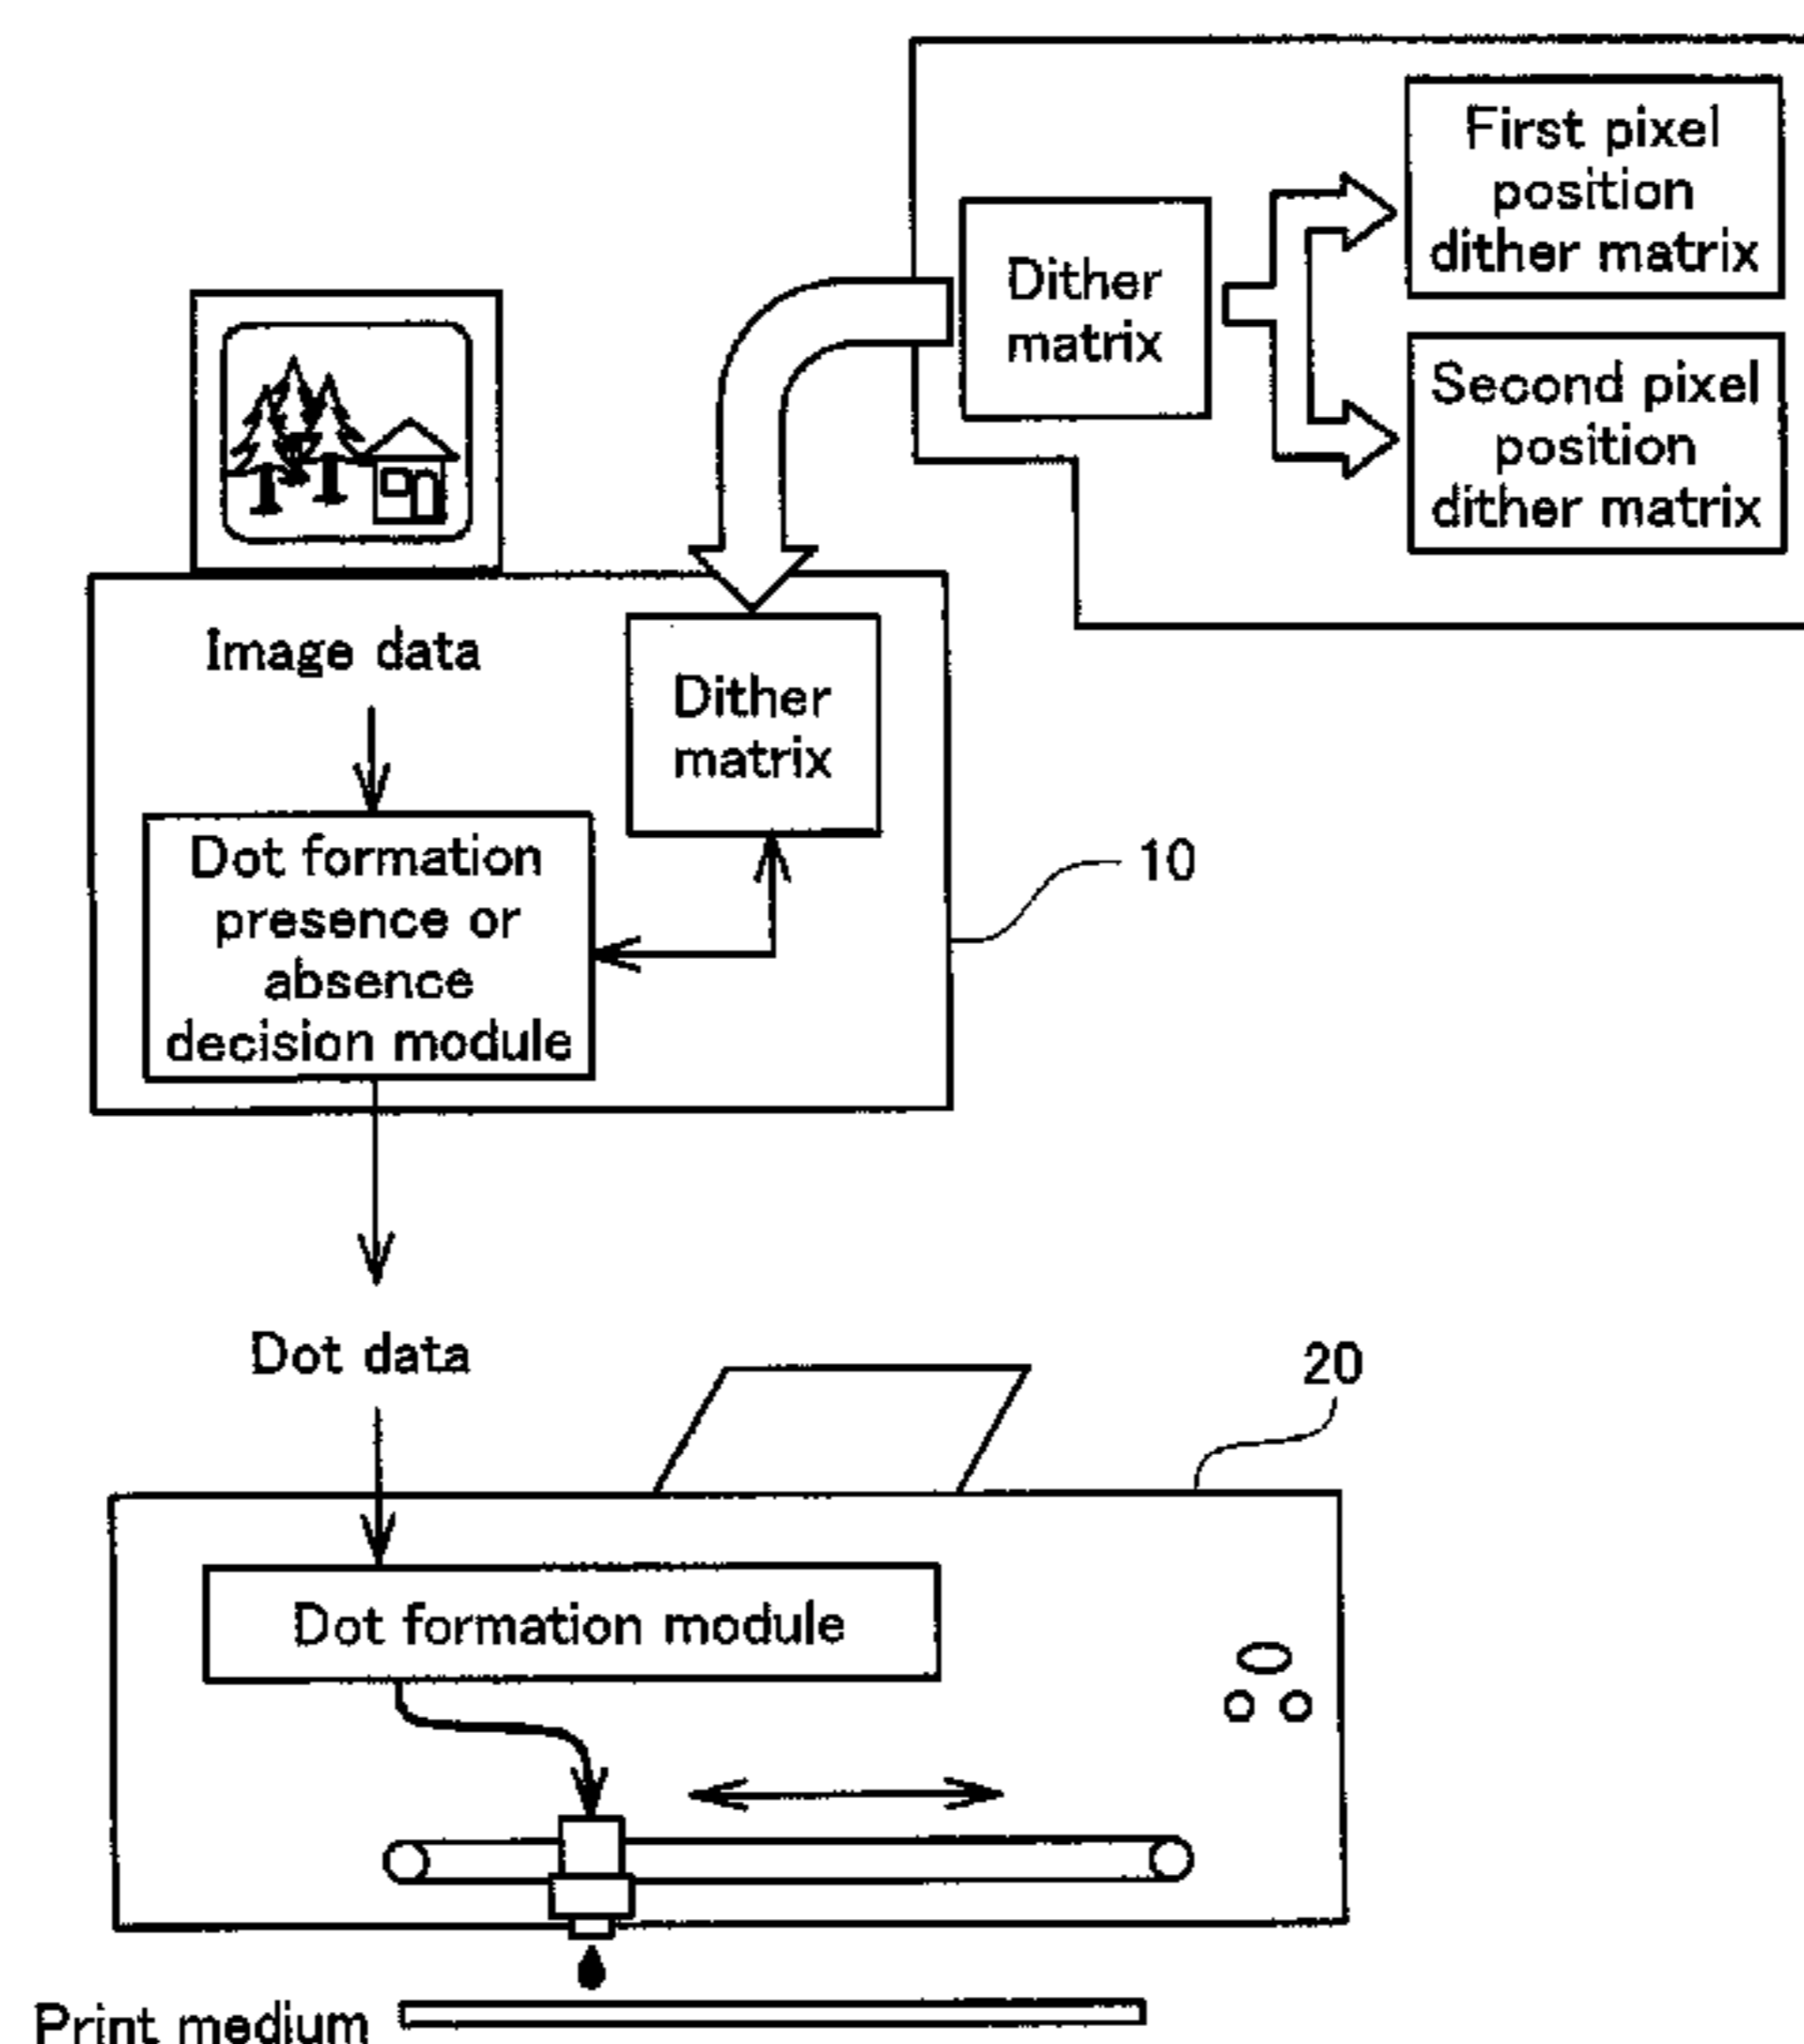 First pixel
position
dither matrix
Dither
matrix
Second pixel
position
dither matrix
Image data
Dither
matrix
Dot formation
presence or
absence
decision module
10
Dot data
20
Dot formation module
Print medium